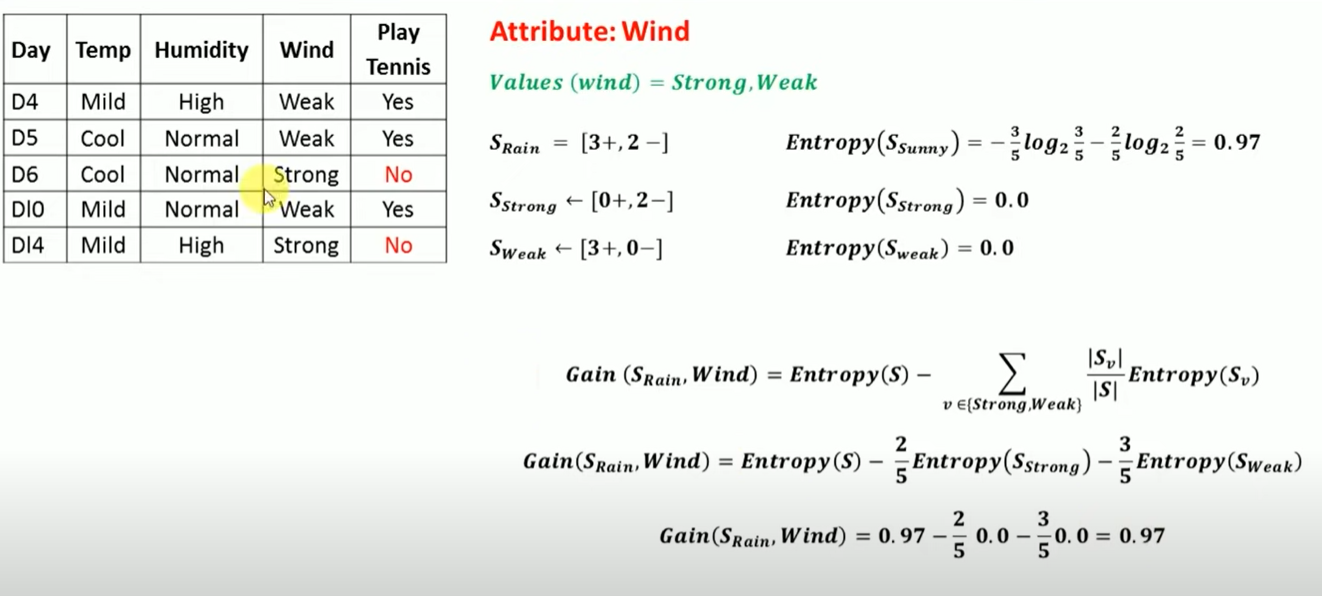 Day Temp Humidity Wind Play Tennis
D4 Mild High Weak Yes
D5 Cool Normal Weak Yes
D6 Cool Normal Strong No
Dl0 Mild Normal Weak Yes
Dl4 Mild High Strong No
Attribute: Wind
Values (wind) = Strong, Weak
S_Rain = [3+, 2 −] Entropy(S_Sunny) = −3/5 log₂ 3/5 − 2/5 log₂ 2/5 = 0.97
S_Strong ← [0+, 2−] Entropy(S_Strong) = 0.0
S_Weak ← [3+, 0−] Entropy(S_weak) = 0.0
Gain (S_Rain, Wind) = Entropy(S) − ∑ v ∈{Strong,Weak} |S_v|/|S| Entropy(S_v)
Gain(S_Rain, Wind) = Entropy(S) − 2/5 Entropy(S_Strong) − 3/5 Entropy(S_Weak)
Gain(S_Rain, Wind) = 0.97 − 2/5 0.0 − 3/5 0.0 = 0.97